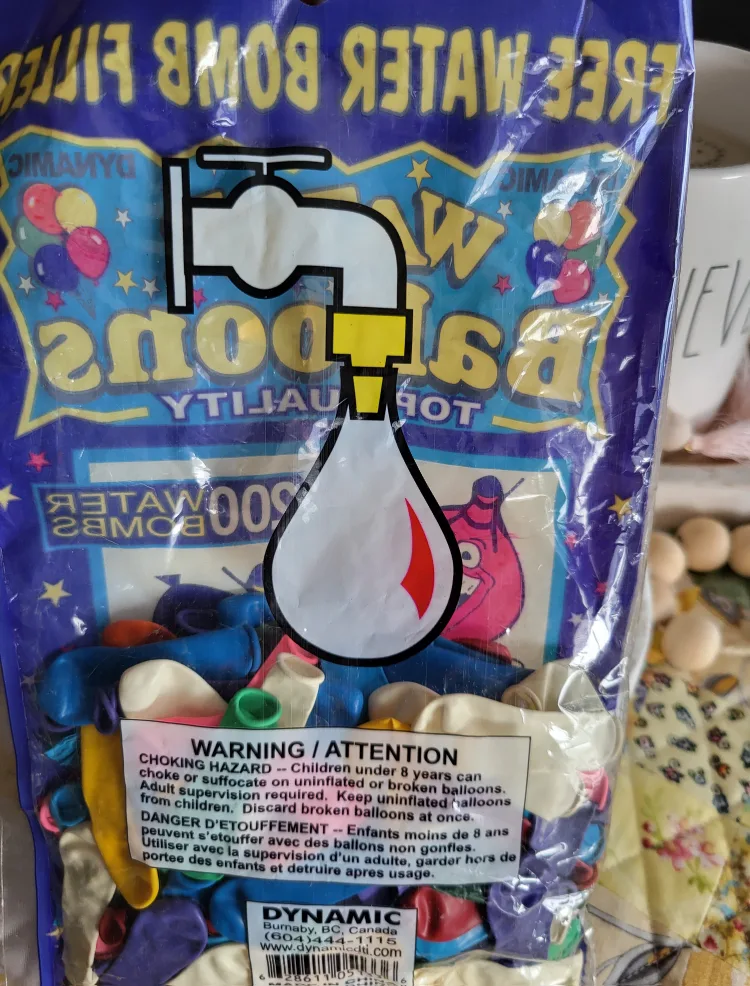 FREE WATER BOMB FILLER
DYNAMIC
DYNAMIC
WA
Balloons
TOP QUALITY
200 WATER
BOMBS
WARNING / ATTENTION
CHOKING HAZARD -- Children under 8 years can
choke or suffocate on uninflated or broken balloons.
Adult supervision required. Keep uninflated balloons
from children. Discard broken balloons at once.
DANGER D'ETOUFFEMENT -- Enfants moins de 8 ans
peuvent s'etouffer avec des ballons non gonfles.
Utiliser avec la supervision d'un adulte, garder hors de
portee des enfants et detruire apres usage.
DYNAMIC
Burnaby, BC, Canada
(604)444-1115
www.dynamicdti.com